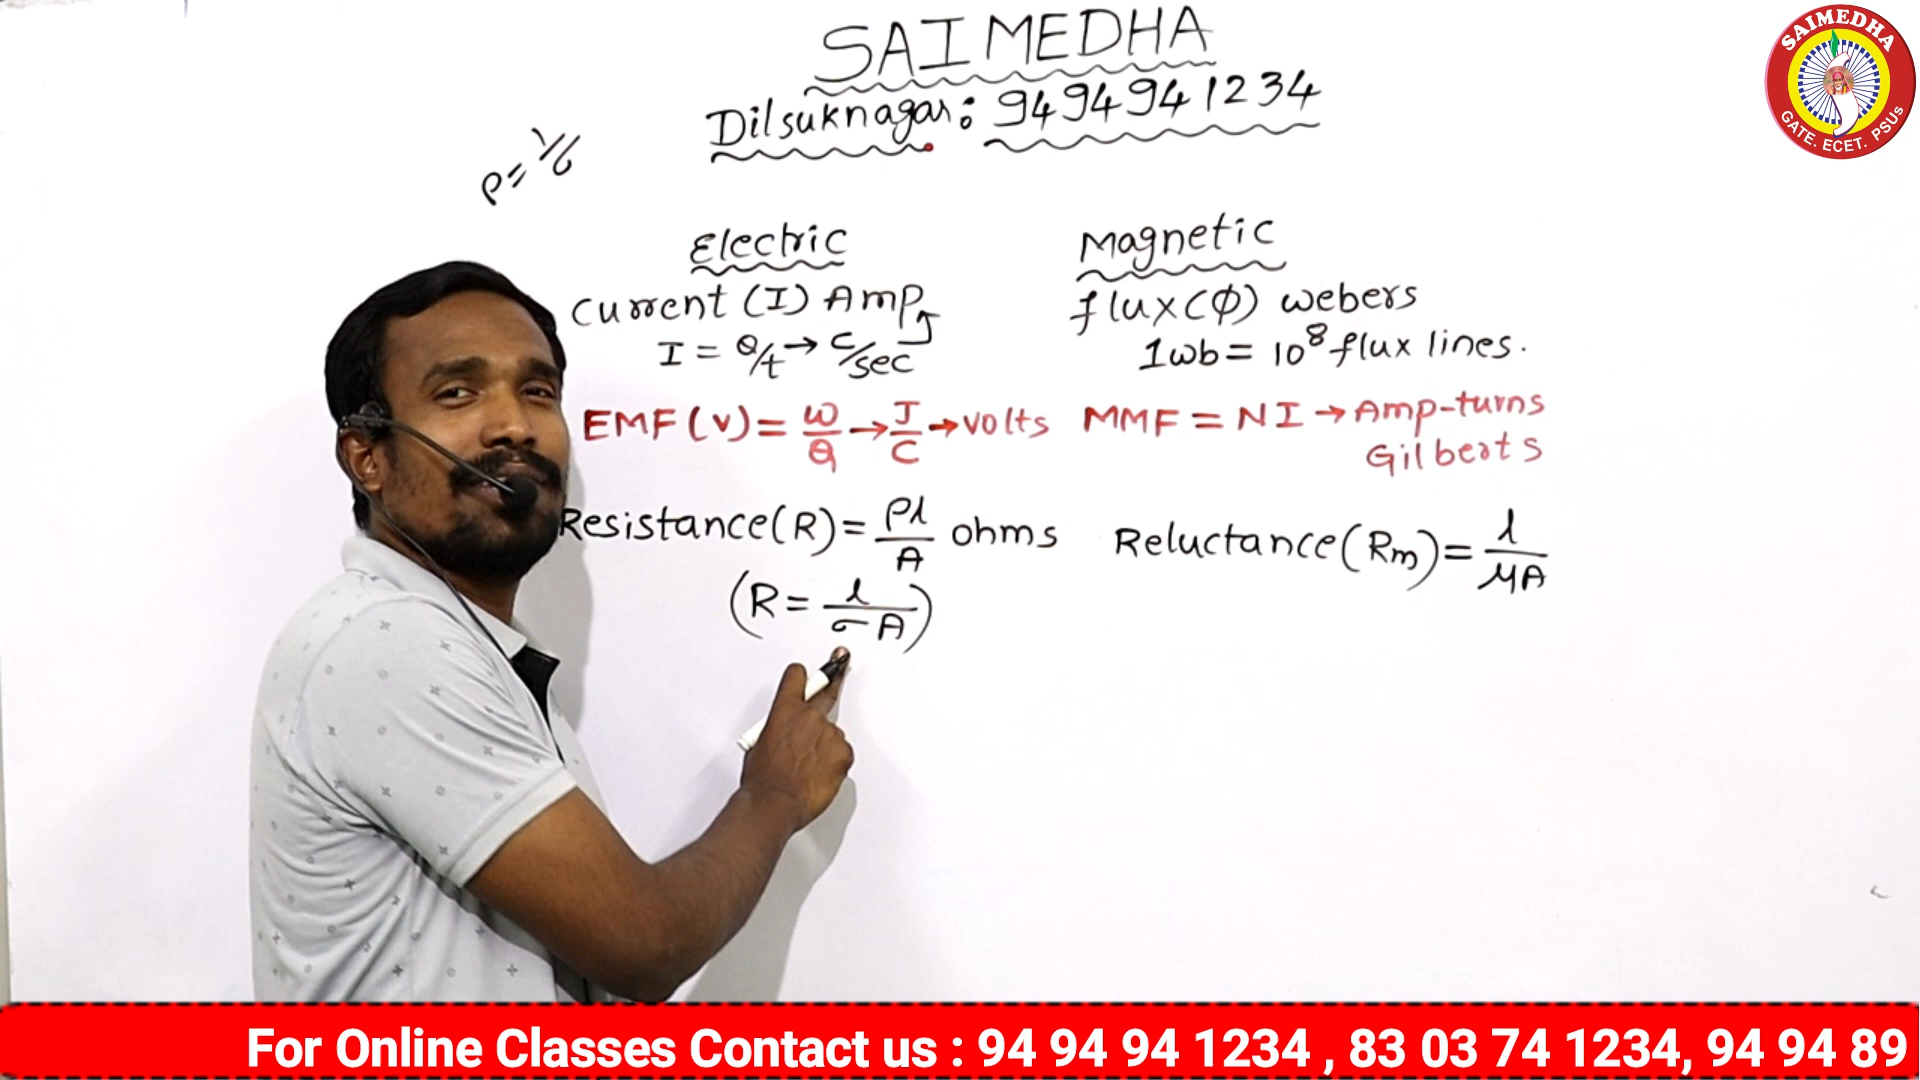 SAIMEDHA
Dilsuknagar: 9494941234
SAIMEDHA
GATE. ECET. PSUs
ρ = 1/σ
Electric
Current (I) Amp
I = Q/t → C/sec
EMF (V) = W/Q → J/C → volts
Resistance (R) = ρl/A ohms
(R = l/σA)
Magnetic
flux (ϕ) webers
1wb = 10⁸ flux lines.
MMF = NI → Amp-turns
Gilberts
Reluctance (Rm) = l/μA
For Online Classes Contact us : 94 94 94 1234 , 83 03 74 1234, 94 94 89